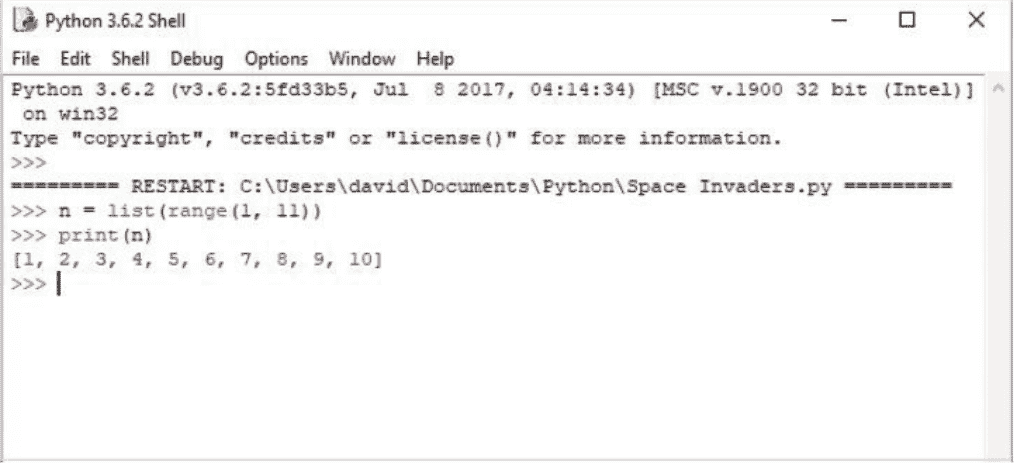 Python 3.6.2 Shell
File Edit Shell Debug Options Window Help
Python 3.6.2 (v3.6.2:5fd33b5, Jul  8 2017, 04:14:34) [MSC v.1900 32 bit (Intel)]
 on win32
Type "copyright", "credits" or "license()" for more information.
>>>
========= RESTART: C:\Users\david\Documents\Python\Space Invaders.py =========
>>> n = list(range(1, 11))
>>> print(n)
[1, 2, 3, 4, 5, 6, 7, 8, 9, 10]
>>>